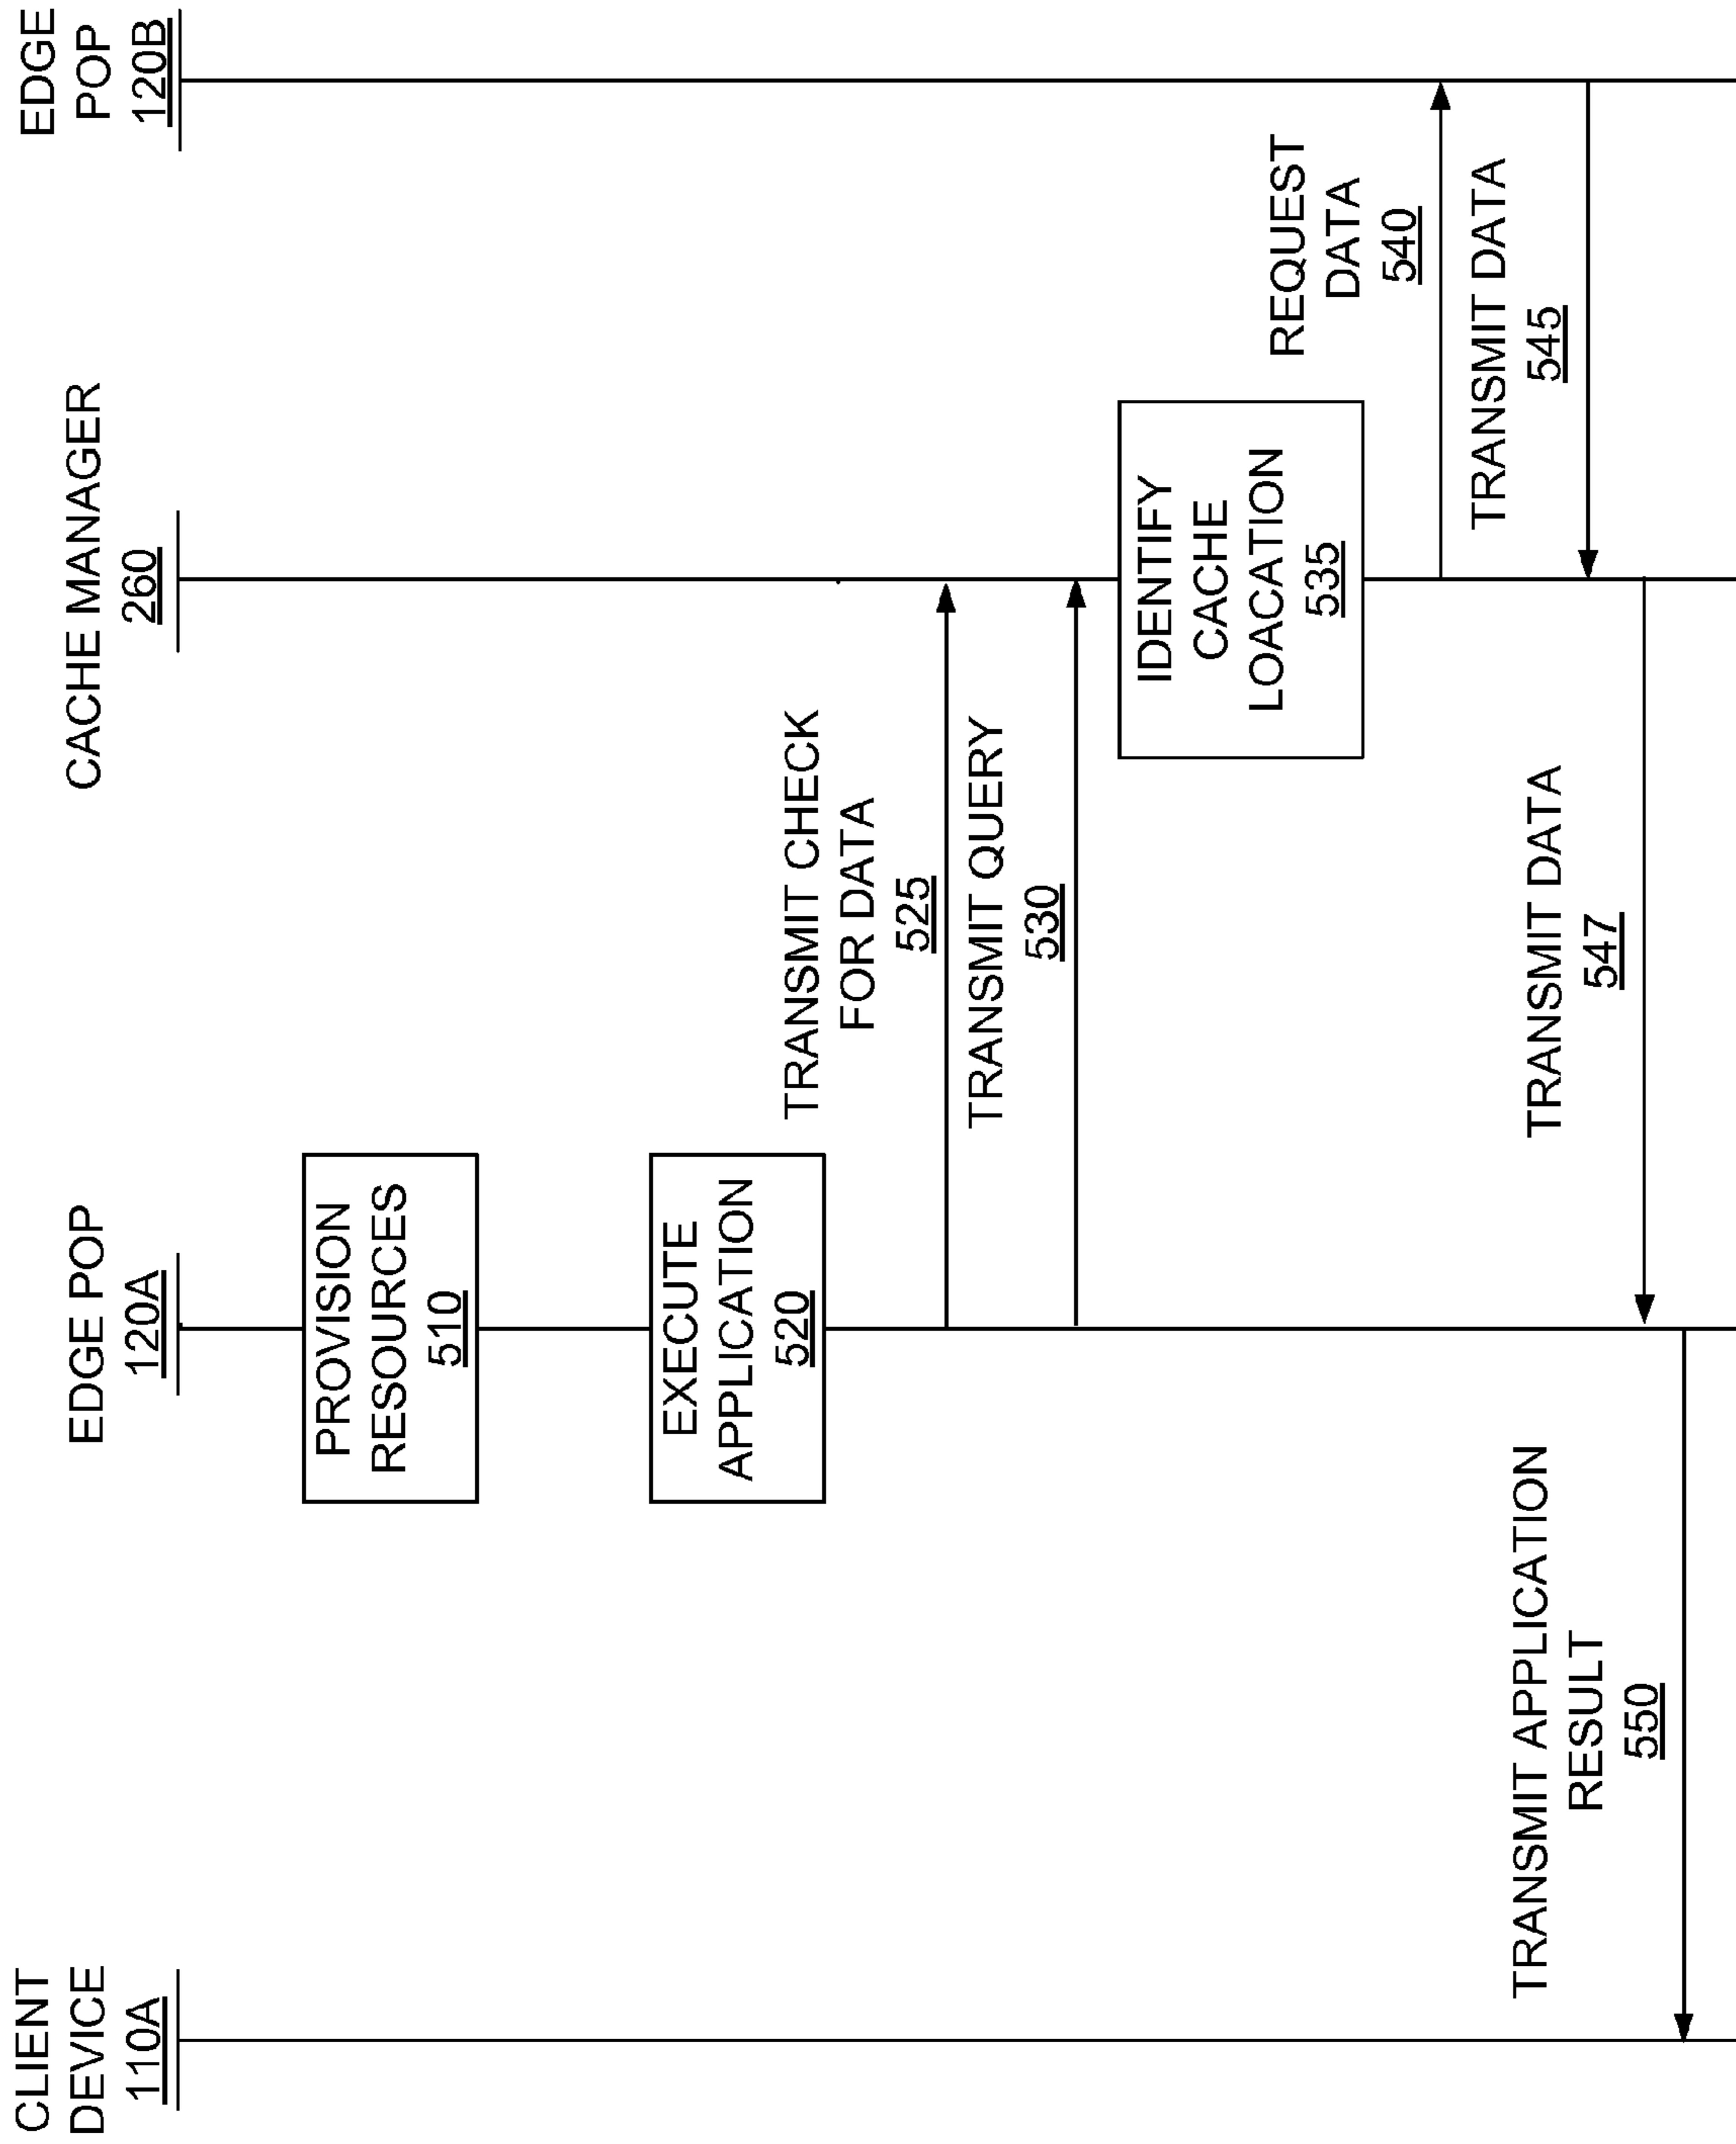 CLIENT
DEVICE
110A
EDGE POP
120A
CACHE MANAGER
260
EDGE
POP
120B
PROVISION
RESOURCES
510
EXECUTE
APPLICATION
520
TRANSMIT CHECK
FOR DATA
525
TRANSMIT QUERY
530
IDENTIFY
CACHE
LOACATION
535
REQUEST
DATA
540
TRANSMIT DATA
545
TRANSMIT DATA
547
TRANSMIT APPLICATION
RESULT
550